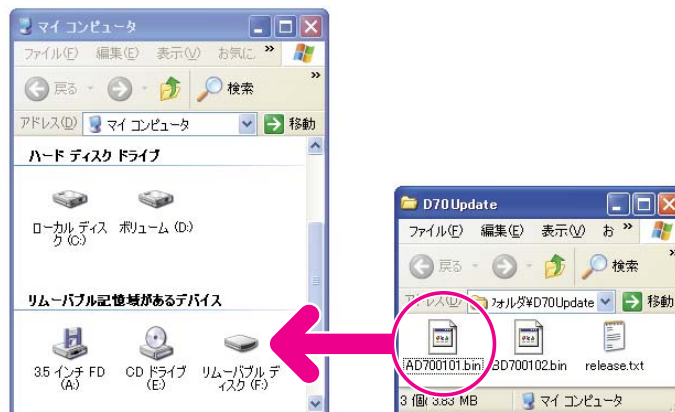 マイ コンピュータ
ファイル(F) 編集(E) 表示(V) お気に »
戻る 検索 »
アドレス(D) マイ コンピュータ 移動
ハード ディスク ドライブ
ローカル ディスク (C:)
ボリューム (D:)
リムーバブル記憶域があるデバイス
3.5 インチ FD (A:)
CD ドライブ (E:)
リムーバブル ディスク (F:)
D70Update
ファイル(F) 編集(E) 表示(V) お »
戻る 検索 »
アドレス(D) フォルダ¥D70Update 移動
AD700101.bin
BD700102.bin
release.txt
3 個( 3.83 MB マイ コンピュータ